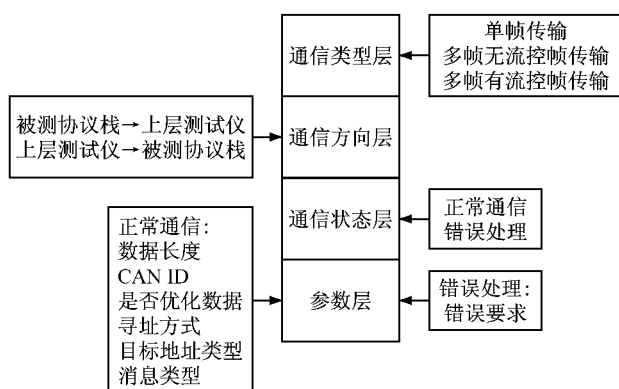 单帧传输
多帧无流控帧传输
多帧有流控帧传输
通信类型层
被测协议栈→上层测试仪
上层测试仪→被测协议栈
通信方向层
通信状态层
正常通信
错误处理
正常通信:
数据长度
CAN ID
是否优化数据
寻址方式
目标地址类型
消息类型
参数层
错误处理:
错误要求